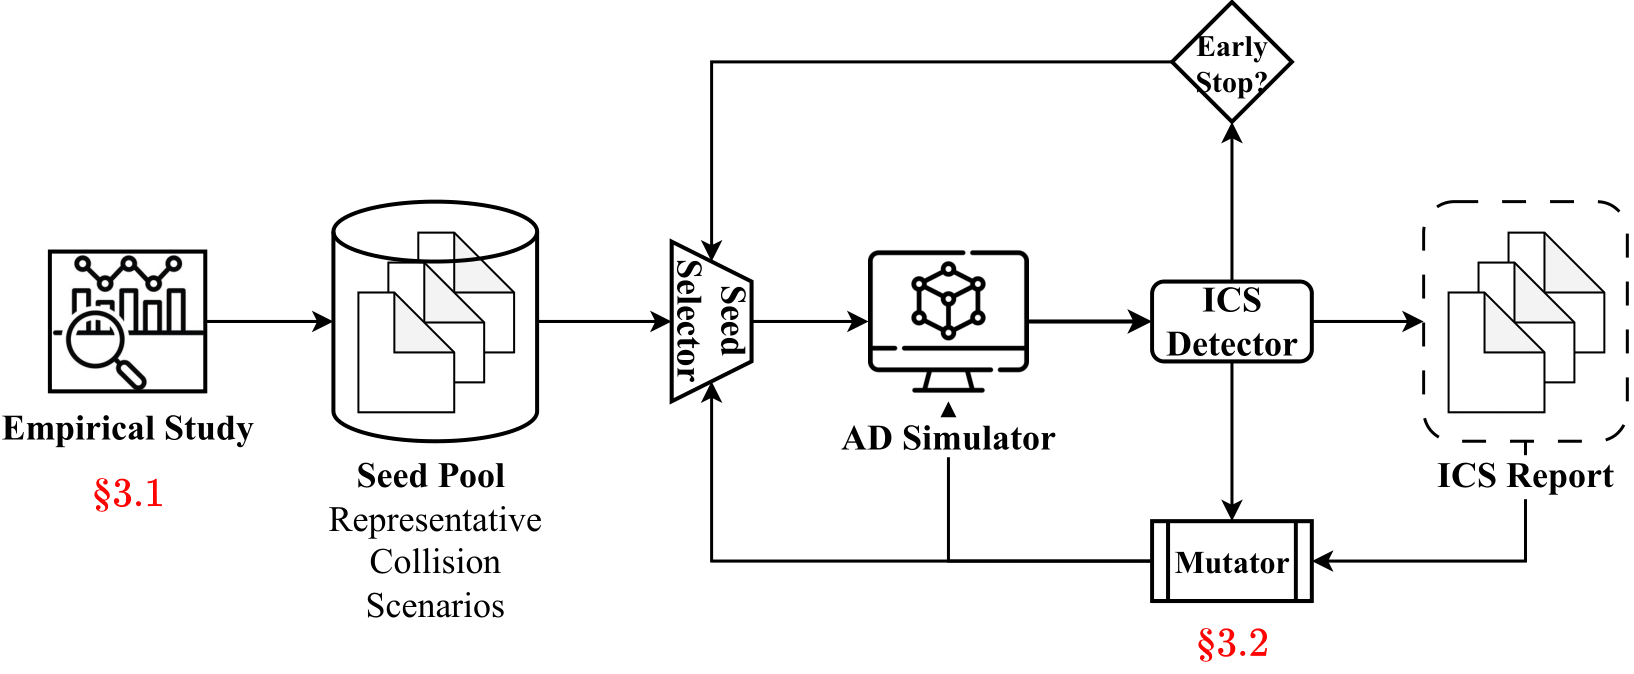 Early
Stop?
Empirical Study
§3.1
Seed Pool
Representative
Collision
Scenarios
Seed
Selector
AD Simulator
ICS
Detector
ICS Report
Mutator
§3.2